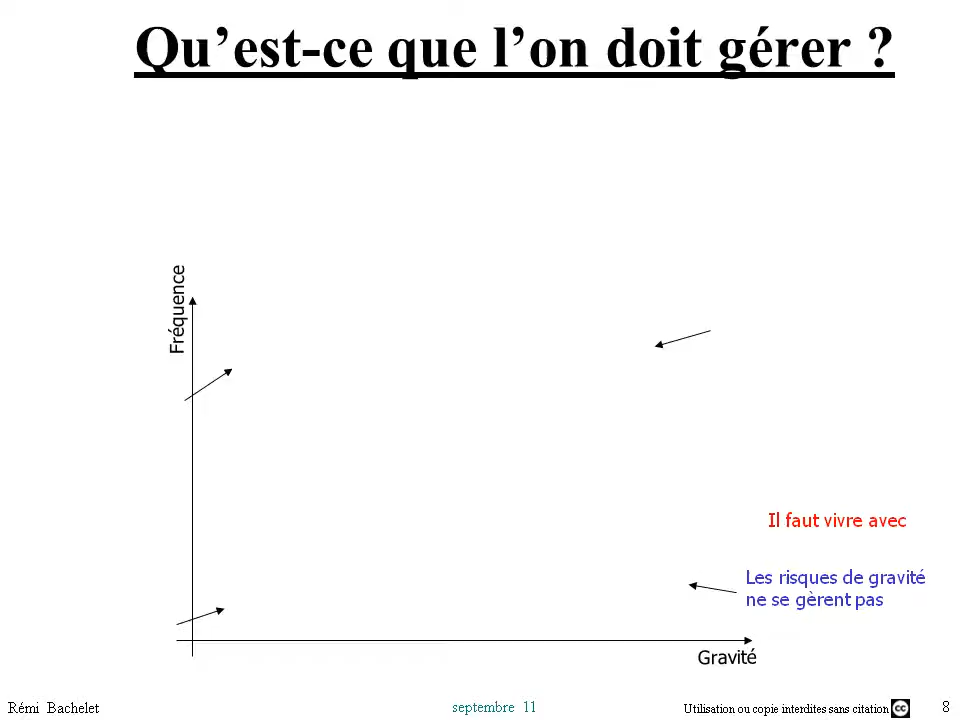 Qu’est-ce que l’on doit gérer ?
Fréquence
Il faut vivre avec
Les risques de gravité
ne se gèrent pas
Gravité
Rémi Bachelet
septembre 11
Utilisation ou copie interdites sans citation
cc
8